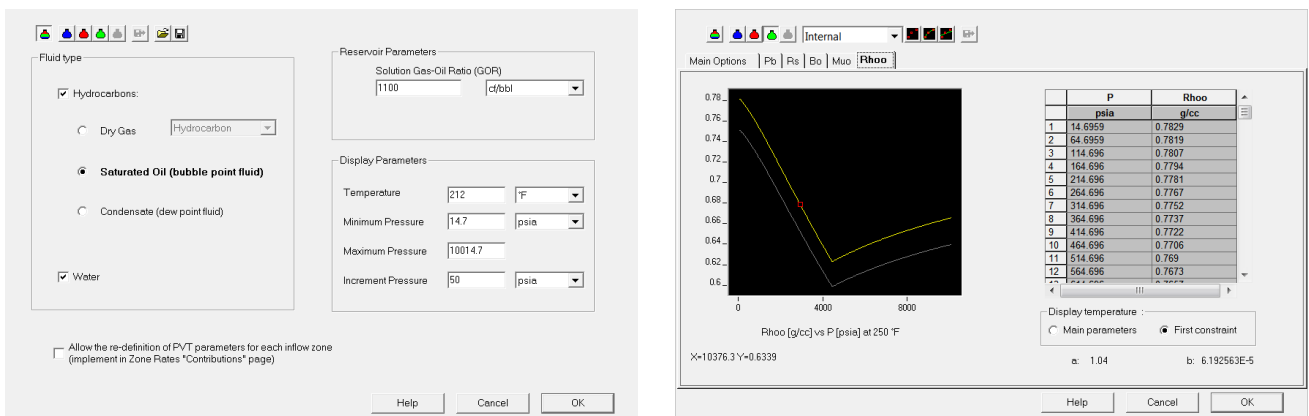 Fluid type
Hydrocarbons:
Dry Gas
Hydrocarbon
Saturated Oil (bubble point fluid)
Condensate (dew point fluid)
Water
Reservoir Parameters
Solution Gas-Oil Ratio (GOR)
1100 cf/bbl
Display Parameters
Temperature 212 °F
Minimum Pressure 14.7 psia
Maximum Pressure 10014.7
Increment Pressure 50 psia
Allow the re-definition of PVT parameters for each inflow zone
(implement in Zone Rates "Contributions" page)
Help Cancel OK
Internal
Main Options Pb Rs Bo Muo Rhoo
0.78
0.76
0.74
0.72
0.7
0.68
0.66
0.64
0.62
0.6
0 4000 8000
Rhoo [g/cc] vs P [psia] at 250 °F
X=10376.3 Y=0.6339
P Rhoo
psia g/cc
1 14.6959 0.7829
2 64.6959 0.7819
3 114.696 0.7807
4 164.696 0.7794
5 214.696 0.7781
6 264.696 0.7767
7 314.696 0.7752
8 364.696 0.7737
9 414.696 0.7722
10 464.696 0.7706
11 514.696 0.769
12 564.696 0.7673
Display temperature :
Main parameters First constraint
a: 1.04 b: 6.192563E-5
Help Cancel OK